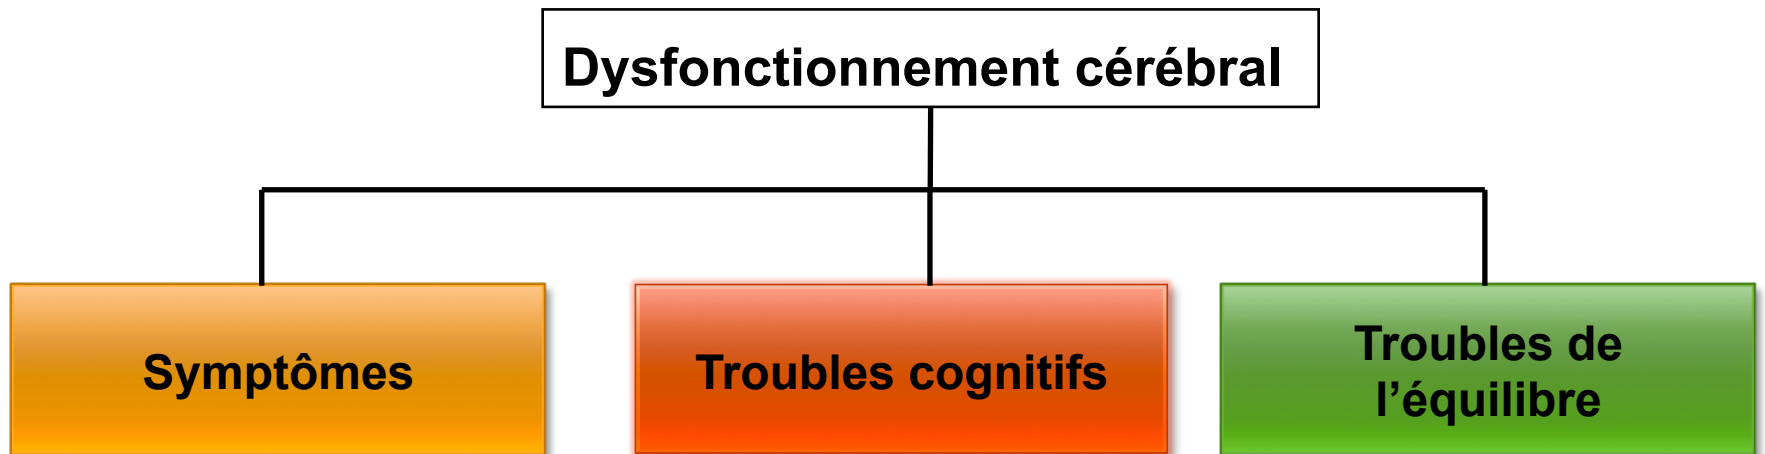 Dysfonctionnement cérébral
Symptômes
Troubles cognitifs
Troubles de
l’équilibre